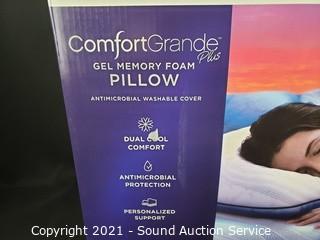 ComfortGrande™
Plus
GEL MEMORY FOAM
PILLOW
ANTIMICROBIAL WASHABLE COVER
DUAL COOL
COMFORT
ANTIMICROBIAL
PROTECTION
PERSONALIZED
SUPPORT
Copyright 2021 - Sound Auction Service